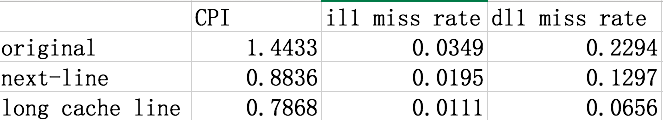 CPI il1 miss rate dl1 miss rate
original 1.4433 0.0349 0.2294
next-line 0.8836 0.0195 0.1297
long cache line 0.7868 0.0111 0.0656